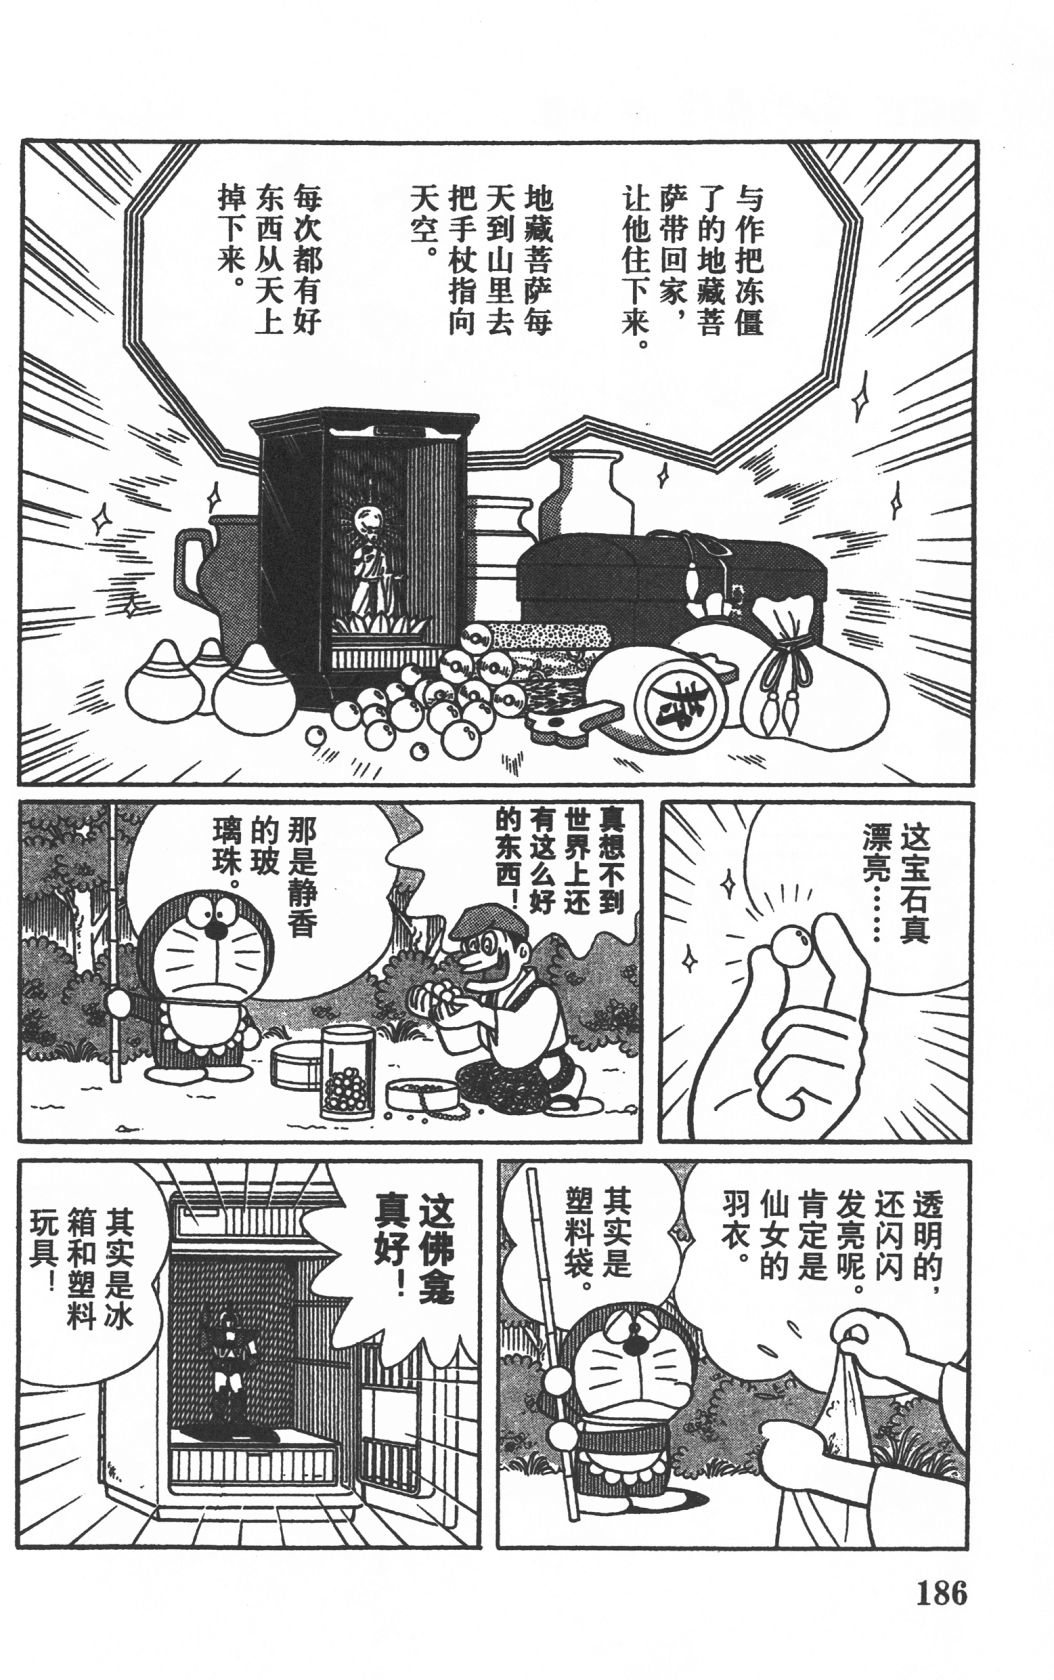 与作把冻僵
了的地藏菩
萨带回家，
让他住下来。
地藏菩萨每
天到山里去
把手杖指向
天空。
每次都有好
东西从天上
掉下来。
这宝石真
漂亮……
真想不到
世界上还
有这么好
的东西！
那是静香
的玻
璃珠。
透明的，
还闪闪
发亮呢。
肯定是
仙女的
羽衣。
其实是
塑料袋。
这佛龛
真好！
其实是冰
箱和塑料
玩具！
186